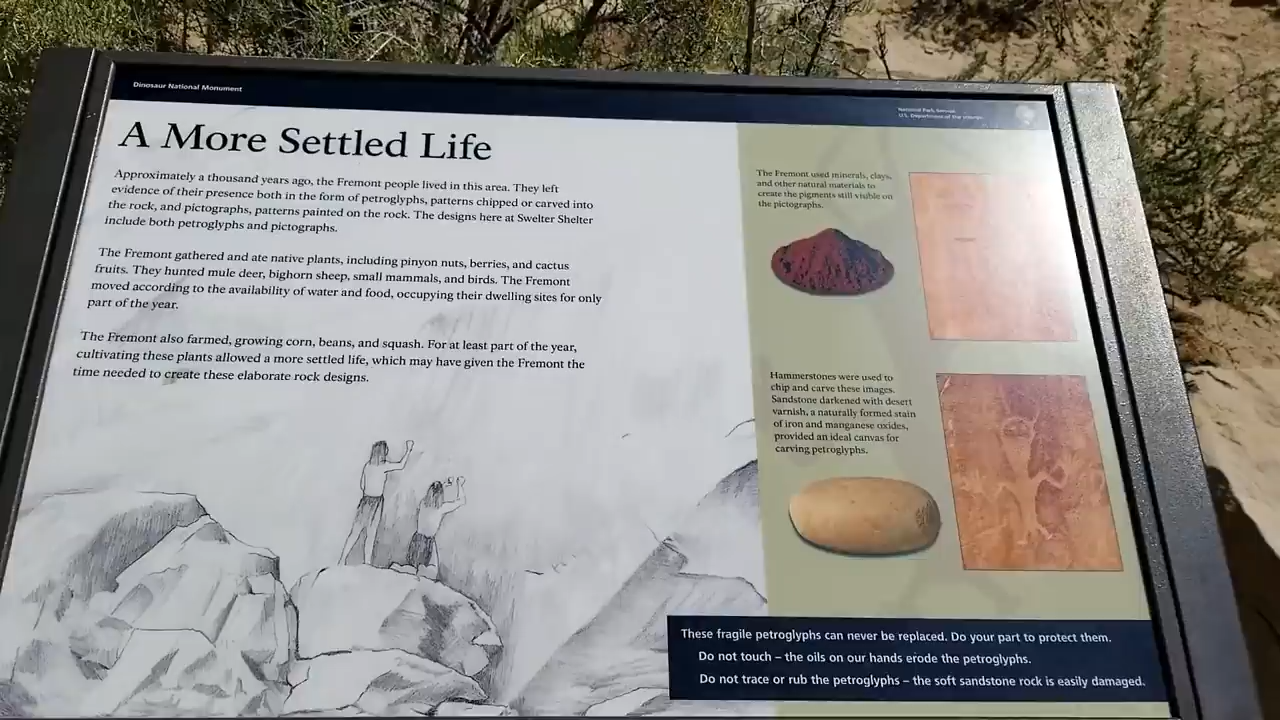 Dinosaur National Monument
National Park Service
U.S. Department of the Interior
A More Settled Life
Approximately a thousand years ago, the Fremont people lived in this area. They left
evidence of their presence both in the form of petroglyphs, patterns chipped or carved into
the rock, and pictographs, patterns painted on the rock. The designs here at Swelter Shelter
include both petroglyphs and pictographs.
The Fremont gathered and ate native plants, including pinyon nuts, berries, and cactus
fruits. They hunted mule deer, bighorn sheep, small mammals, and birds. The Fremont
moved according to the availability of water and food, occupying their dwelling sites for only
part of the year.
The Fremont also farmed, growing corn, beans, and squash. For at least part of the year,
cultivating these plants allowed a more settled life, which may have given the Fremont the
time needed to create these elaborate rock designs.
The Fremont used minerals, clays,
and other natural materials to
create the pigments still visible on
the pictographs.
Hammerstones were used to
chip and carve these images.
Sandstone darkened with desert
varnish, a naturally formed stain
of iron and manganese oxides,
provided an ideal canvas for
carving petroglyphs.
These fragile petroglyphs can never be replaced. Do your part to protect them.
Do not touch – the oils on our hands erode the petroglyphs.
Do not trace or rub the petroglyphs – the soft sandstone rock is easily damaged.